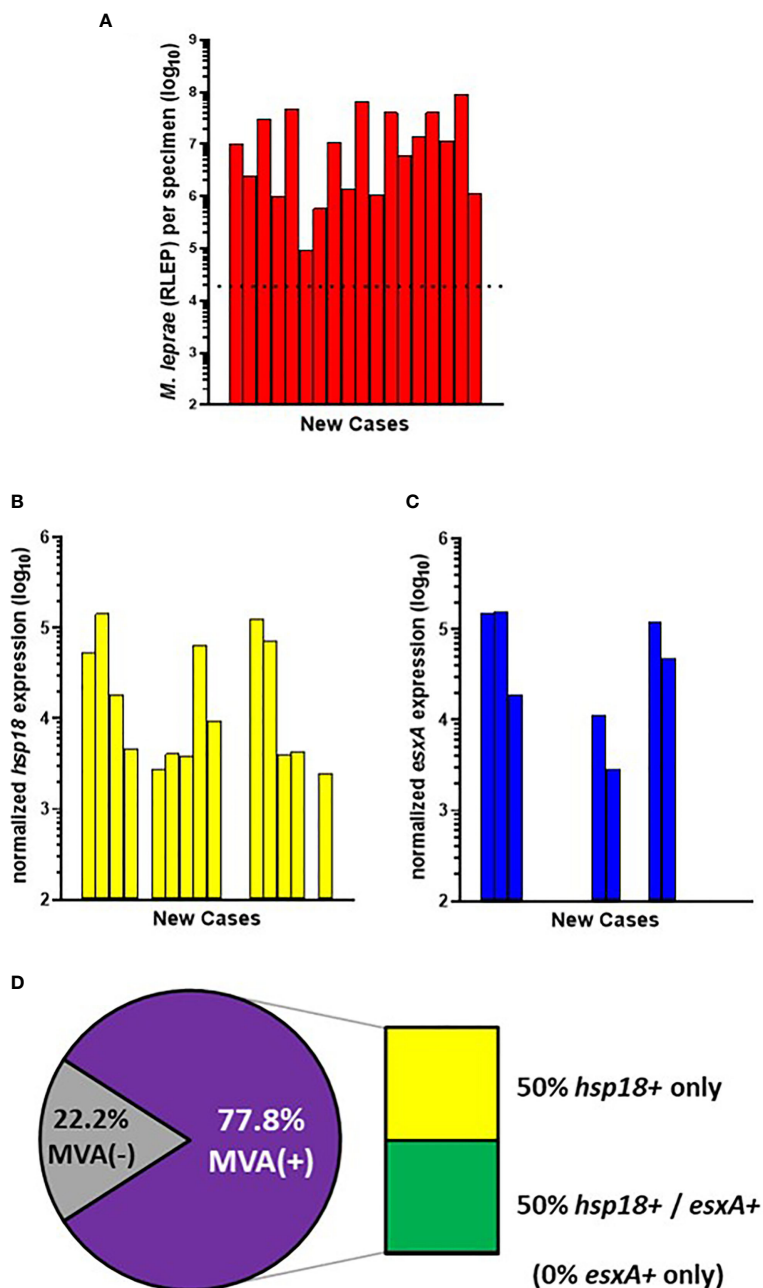 A
M. leprae (RLEP) per specimen (log10)
9
8
7
6
5
4
3
2
New Cases
B
normalized hsp18 expression (log10)
6
5
4
3
2
New Cases
C
normalized esxA expression (log10)
6
5
4
3
2
New Cases
D
22.2%
MVA(-)
77.8%
MVA(+)
50% hsp18+ only
50% hsp18+ / esxA+
(0% esxA+ only)